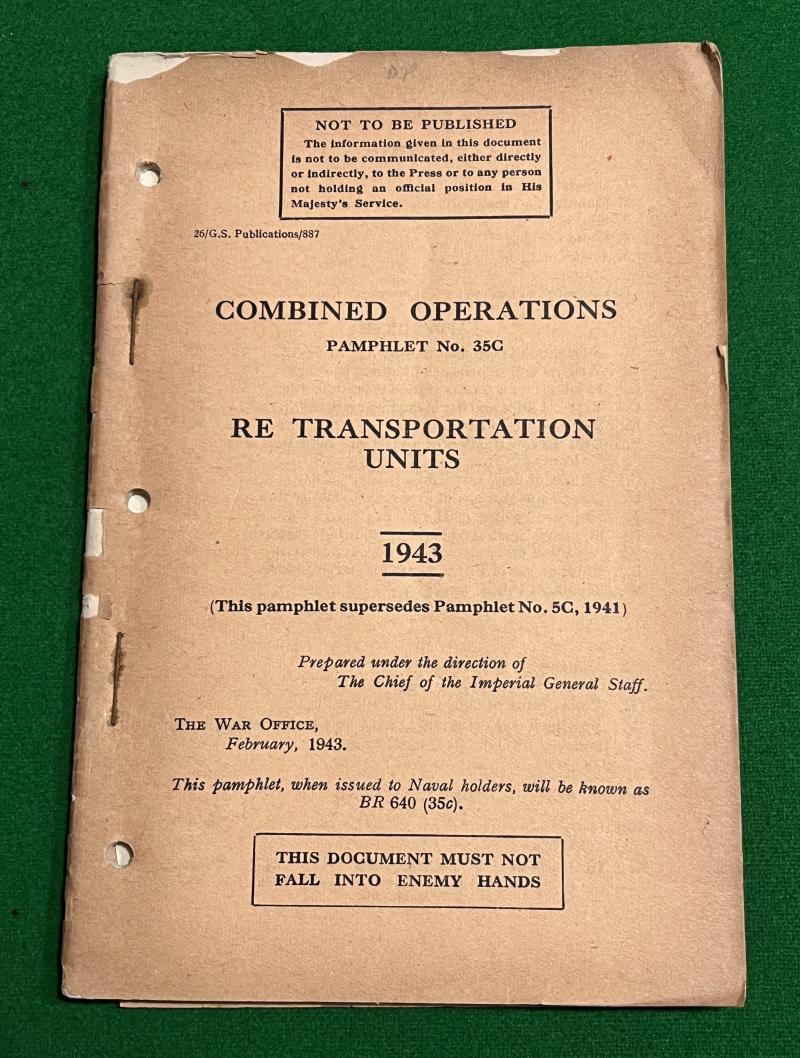 NOT TO BE PUBLISHED
The information given in this document
is not to be communicated, either directly
or indirectly, to the Press or to any person
not holding an official position in His
Majesty's Service.
26/G.S. Publications/887
COMBINED OPERATIONS
PAMPHLET No. 35C
RE TRANSPORTATION
UNITS
1943
(This pamphlet supersedes Pamphlet No. 5C, 1941)
Prepared under the direction of
The Chief of the Imperial General Staff.
THE WAR OFFICE,
February, 1943.
This pamphlet, when issued to Naval holders, will be known as
BR 640 (35c).
THIS DOCUMENT MUST NOT
FALL INTO ENEMY HANDS